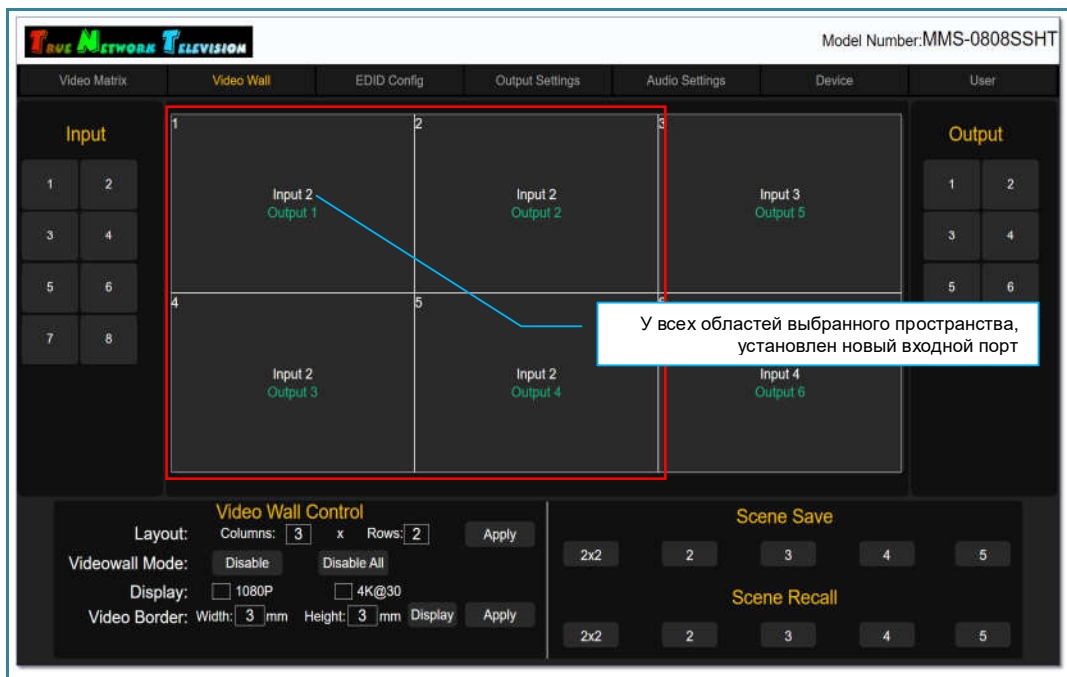 TRUE NETWORK TELEVISION
Model Number:MMS-0808SSHT
Video Matrix Video Wall EDID Config Output Settings Audio Settings Device User
Input
1 2
3 4
5 6
7 8
1
Input 2
Output 1
2
Input 2
Output 2
3
Input 3
Output 5
4
Input 2
Output 3
5
Input 2
Output 4
Input 4
Output 6
У всех областей выбранного пространства,
установлен новый входной порт
Output
1 2
3 4
5 6
Video Wall Control
Layout: Columns: 3 x Rows: 2 Apply
Videowall Mode: Disable Disable All
Display: 1080P 4K@30
Video Border: Width: 3 mm Height: 3 mm Display Apply
Scene Save
2x2 2 3 4 5
Scene Recall
2x2 2 3 4 5